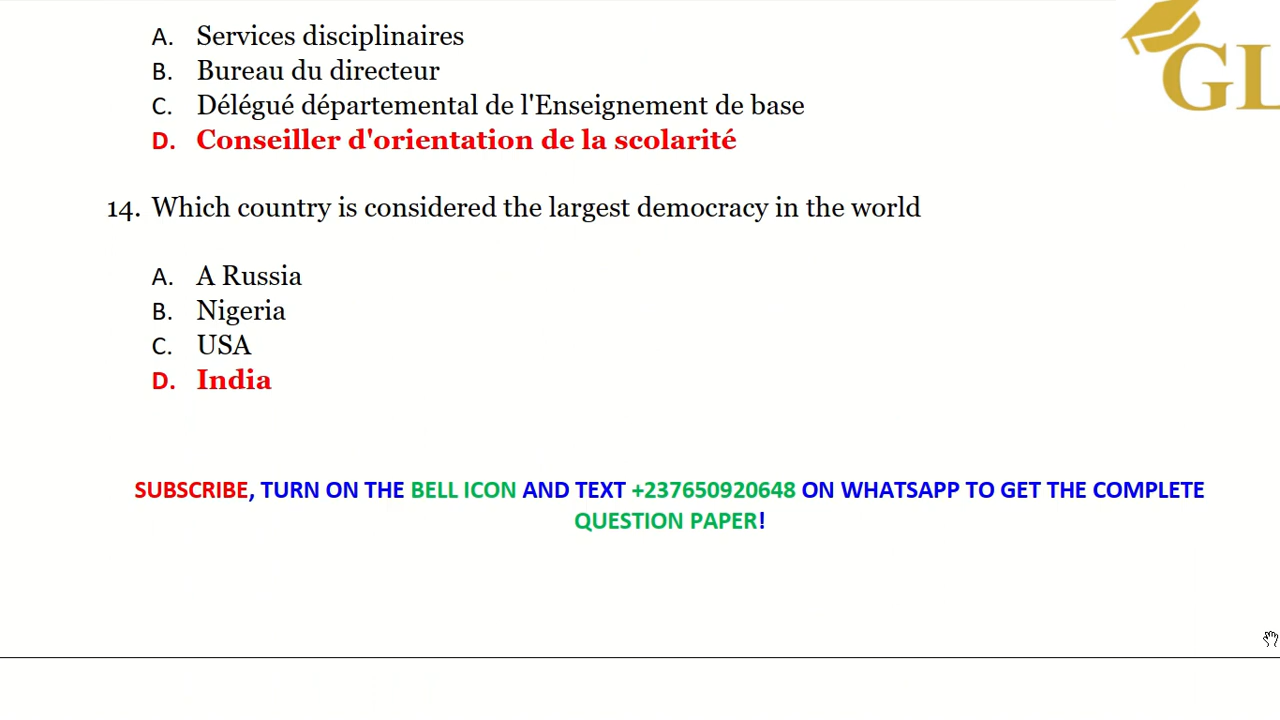 A. Services disciplinaires
B. Bureau du directeur
C. Délégué départemental de l'Enseignement de base
D. Conseiller d'orientation de la scolarité
14. Which country is considered the largest democracy in the world
A. A Russia
B. Nigeria
C. USA
D. India
SUBSCRIBE, TURN ON THE BELL ICON AND TEXT +237650920648 ON WHATSAPP TO GET THE COMPLETE
QUESTION PAPER!
GL